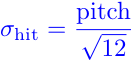 σ_hit = pitch / √12